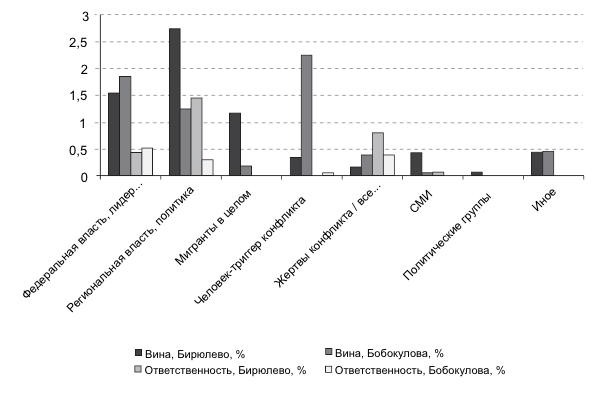 3
2,5
2
1,5
1
0,5
0
Федеральная власть, лидер...
Региональная власть, политика
Мигранты в целом
Человек-триггер конфликта
Жертвы конфликта / все...
СМИ
Политические группы
Иное
Вина, Бирюлево, %
Вина, Бобокулова, %
Ответственность, Бирюлево, %
Ответственность, Бобокулова, %